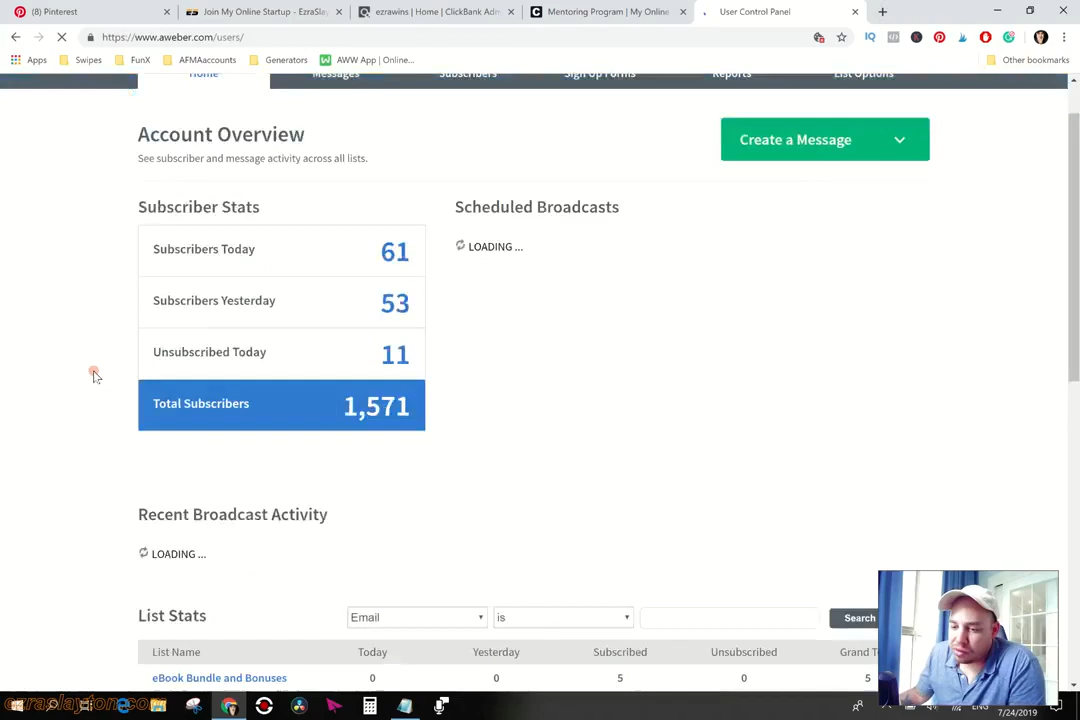 (8) Pinterest
Join My Online Startup - EzraSlay
ezrawins | Home | ClickBank Adm
Mentoring Program | My Online
User Control Panel
https://www.aweber.com/users/
Apps
Swipes
FunX
AFMAaccounts
Generators
AWW App | Online...
Other bookmarks
Home
Messages
Subscribers
Sign Up Forms
Reports
List Options
Account Overview
See subscriber and message activity across all lists.
Create a Message
Subscriber Stats
Subscribers Today 61
Subscribers Yesterday 53
Unsubscribed Today 11
Total Subscribers 1,571
Scheduled Broadcasts
LOADING ...
Recent Broadcast Activity
LOADING ...
List Stats
Email
is
Search
List Name Today Yesterday Subscribed Unsubscribed Grand To
eBook Bundle and Bonuses 0 0 5 0 5
ezraslayton.com
ENG
7/24/2019